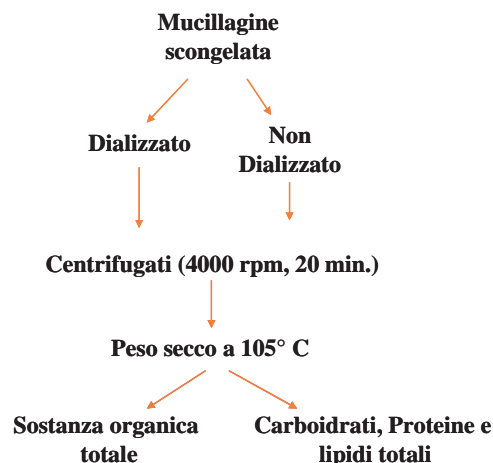 Mucillagine
scongelata
Dializzato
Non
Dializzato
Centrifugati (4000 rpm, 20 min.)
Peso secco a 105° C
Sostanza organica
totale
Carboidrati, Proteine e
lipidi totali